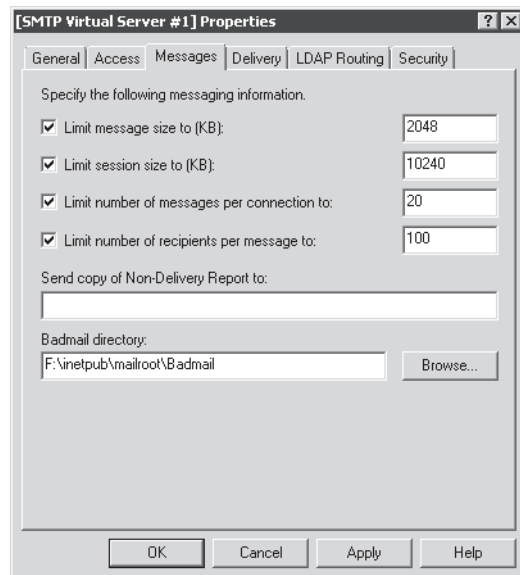 [SMTP Virtual Server #1] Properties ? X
General Access Messages Delivery LDAP Routing Security
Specify the following messaging information.
Limit message size to (KB): 2048
Limit session size to (KB): 10240
Limit number of messages per connection to: 20
Limit number of recipients per message to: 100
Send copy of Non-Delivery Report to:
Badmail directory:
F:\inetpub\mailroot\Badmail Browse...
OK Cancel Apply Help